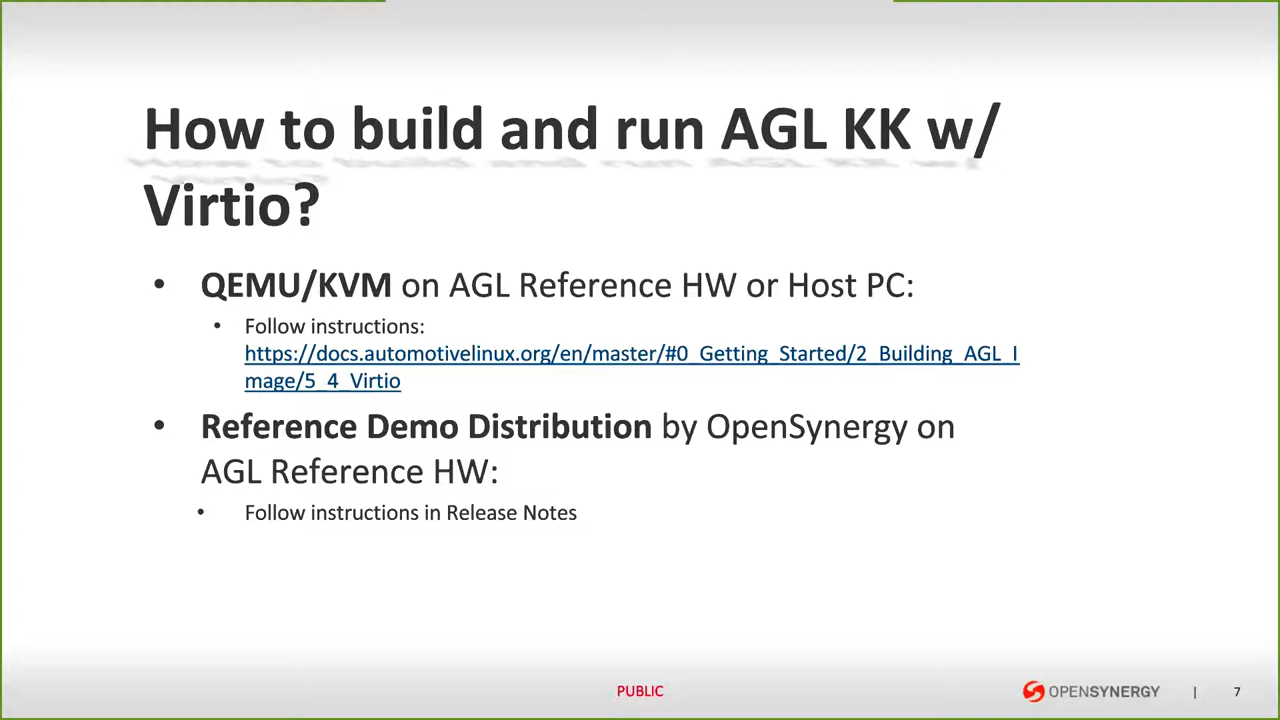 How to build and run AGL KK w/
Virtio?
• QEMU/KVM on AGL Reference HW or Host PC:
• Follow instructions:
https://docs.automotivelinux.org/en/master/#0_Getting_Started/2_Building_AGL_I
mage/5_4_Virtio
• Reference Demo Distribution by OpenSynergy on
AGL Reference HW:
• Follow instructions in Release Notes
PUBLIC
OPENSYNERGY | 7